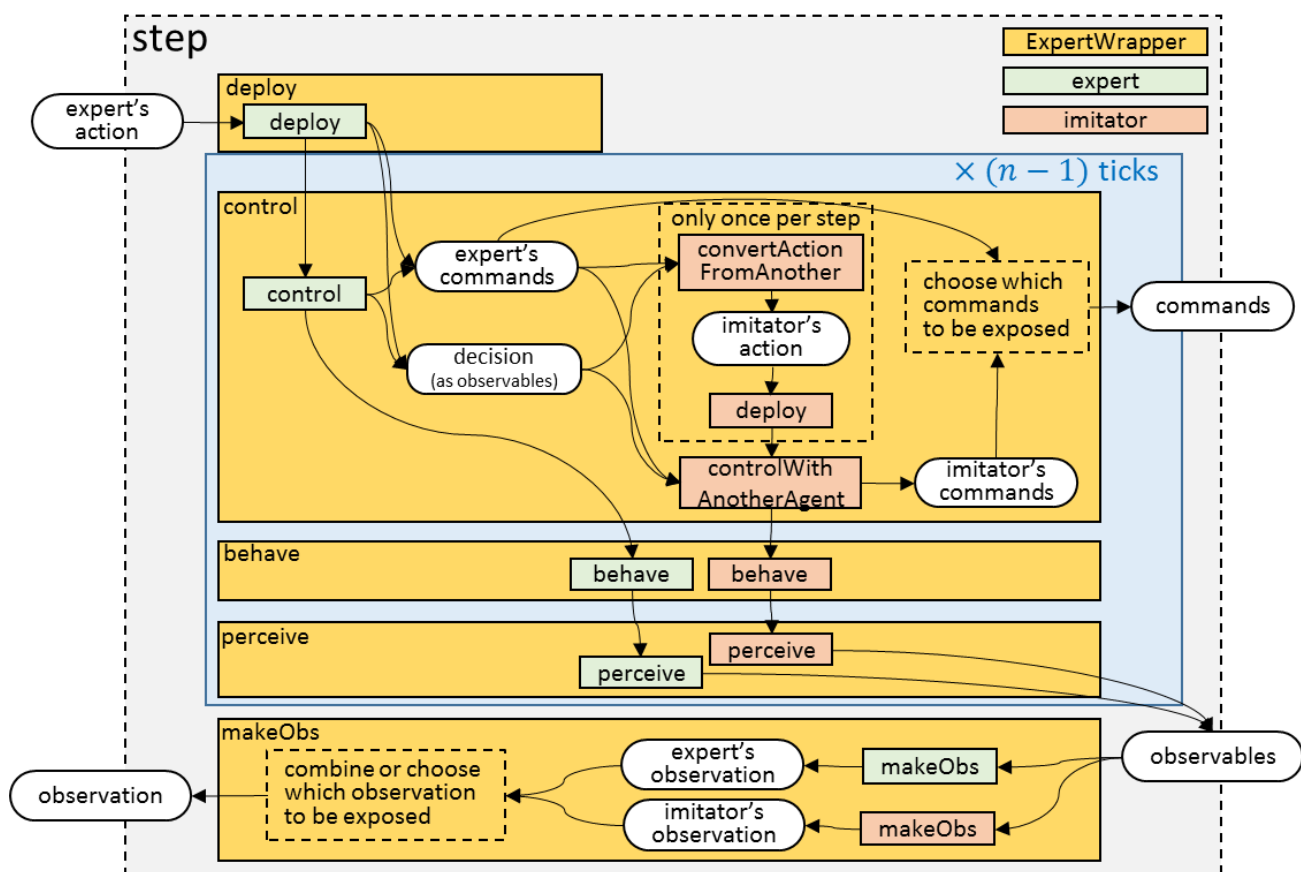 step
ExpertWrapper
expert
imitator
deploy
expert's
action
deploy
× (n − 1) ticks
control
only once per step
convertAction
FromAnother
expert's
commands
control
choose which
commands
to be exposed
commands
imitator's
action
decision
(as observables)
deploy
controlWith
AnotherAgent
imitator's
commands
behave
behave
behave
perceive
perceive
perceive
makeObs
expert's
observation
makeObs
observables
combine or choose
which observation
to be exposed
observation
imitator's
observation
makeObs